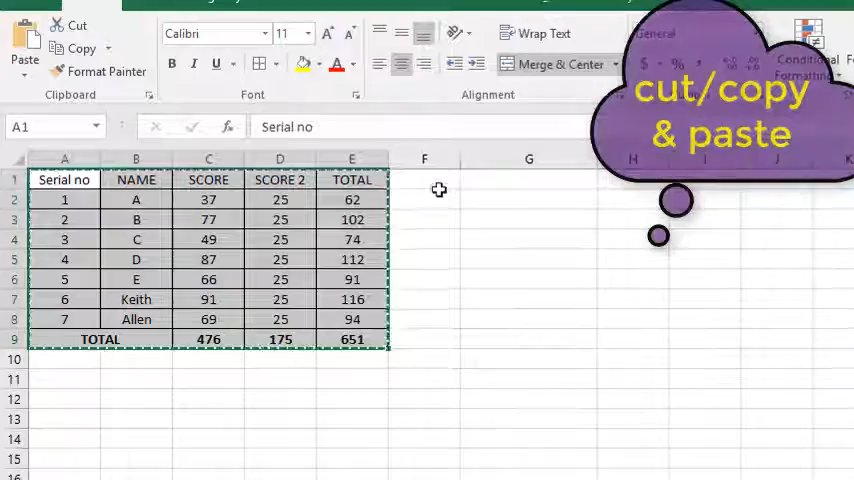 Cut
Copy
Paste
Format Painter
Clipboard
Calibri
11
A
A
B
I
U
A
Font
Wrap Text
Merge & Center
Alignment
General
$
%
Conditional
Formatting
cut/copy
& paste
A1
fx
Serial no
A B C D E F G H I J K
1 Serial no NAME SCORE SCORE 2 TOTAL
2 1 A 37 25 62
3 2 B 77 25 102
4 3 C 49 25 74
5 4 D 87 25 112
6 5 E 66 25 91
7 6 Keith 91 25 116
8 7 Allen 69 25 94
9 TOTAL 476 175 651
10
11
12
13
14
15
16